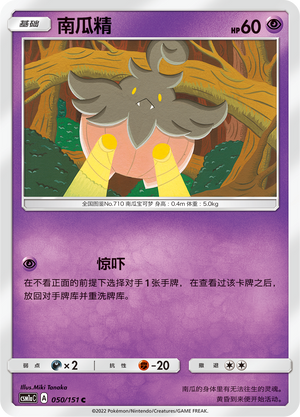 基础 南瓜精 HP60
全国图鉴No.710 南瓜宝可梦 身高：0.4m 体重：5.0kg
惊吓
在不看正面的前提下选择对手1张手牌，在查看过该卡牌之后，
放回对手牌库并重洗牌库。
Illus.Miki Tanaka
弱点 ×2 抗性 -20 撤退
CSM1cC A 050/151 C
南瓜的身体里有无法往生的灵魂。
黄昏到来便开始活动。
©2022 Pokémon/Nintendo/Creatures/GAME FREAK.